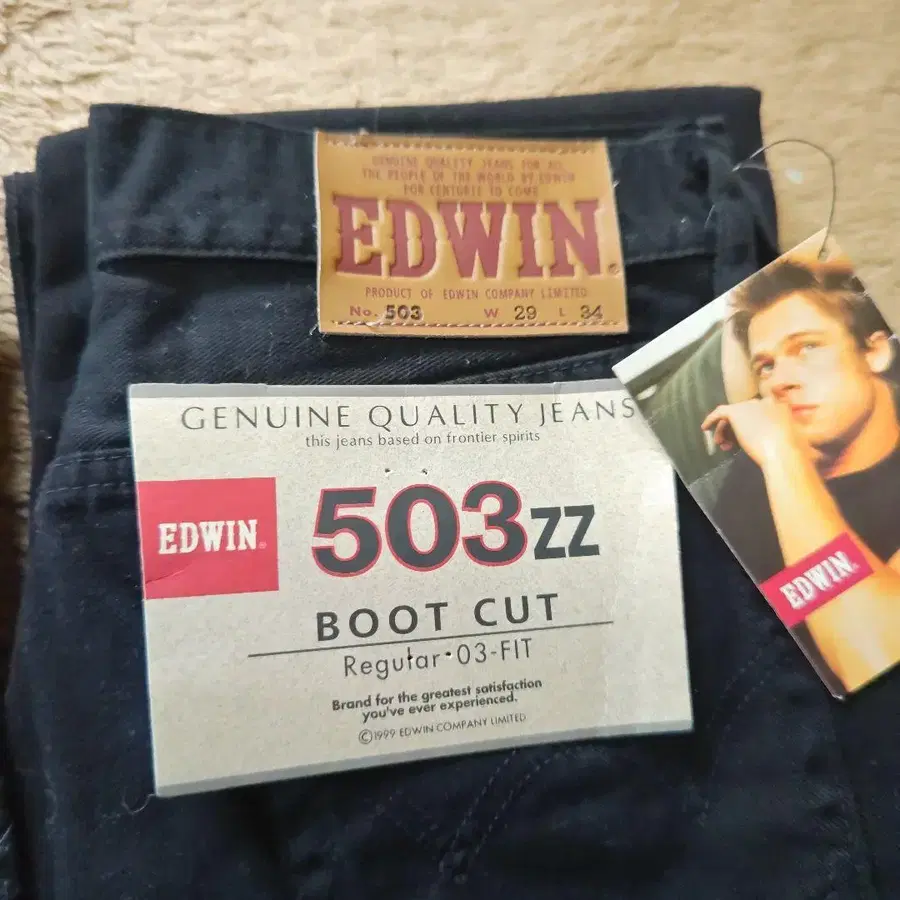 GENUINE QUALITY JEANS FOR ALL
THE PEOPLE OF THE WORLD BY EDWIN
FOR CENTURIES TO COME
EDWIN®
PRODUCT OF EDWIN COMPANY LIMITED
No. 503 W 29 L 34
GENUINE QUALITY JEANS
this jeans based on frontier spirits
EDWIN®
503ZZ
BOOT CUT
Regular·03-FIT
Brand for the greatest satisfaction
you've ever experienced.
©1999 EDWIN COMPANY LIMITED
EDWIN®